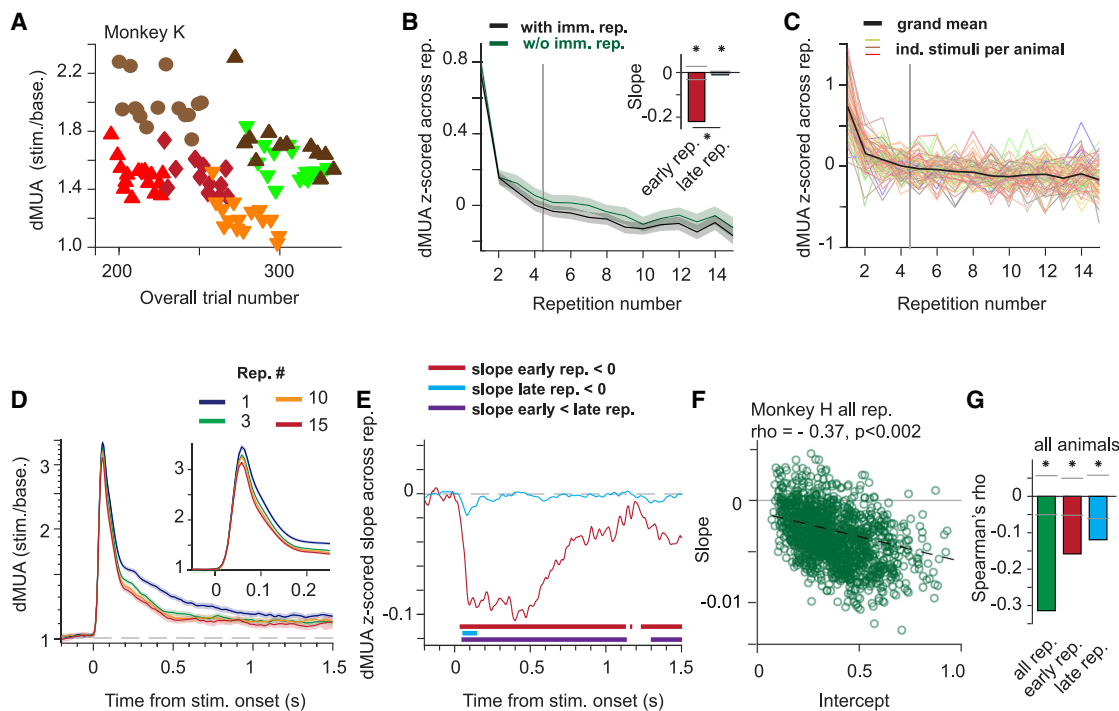 A
Monkey K
dMUA (stim./base.)
2.2
1.8
1.4
1.0
200
300
Overall trial number
B
with imm. rep.
w/o imm. rep.
dMUA z-scored across rep.
0.8
0.4
0
2
4
6
8
10
12
14
Repetition number
Slope
0
-0.2
*
*
*
early rep.
late rep.
C
grand mean
ind. stimuli per animal
dMUA z-scored across rep.
1
0
-1
2
4
6
8
10
12
14
Repetition number
D
Rep. #
1
10
3
15
dMUA (stim./base.)
3
2
1
0
0.5
1
1.5
Time from stim. onset (s)
3
2
1
0
0.05
0.1
0.15
0.2
E
slope early rep. < 0
slope late rep. < 0
slope early < late rep.
dMUA z-scored slope across rep.
0
-0.1
0
0.5
1
1.5
Time from stim. onset (s)
F
Monkey H all rep.
rho = - 0.37, p<0.002
Slope
0
-0.01
0
0.5
1.0
Intercept
G
all animals
*
*
*
Spearman's rho
0
-0.1
-0.2
-0.3
all rep.
early rep.
late rep.